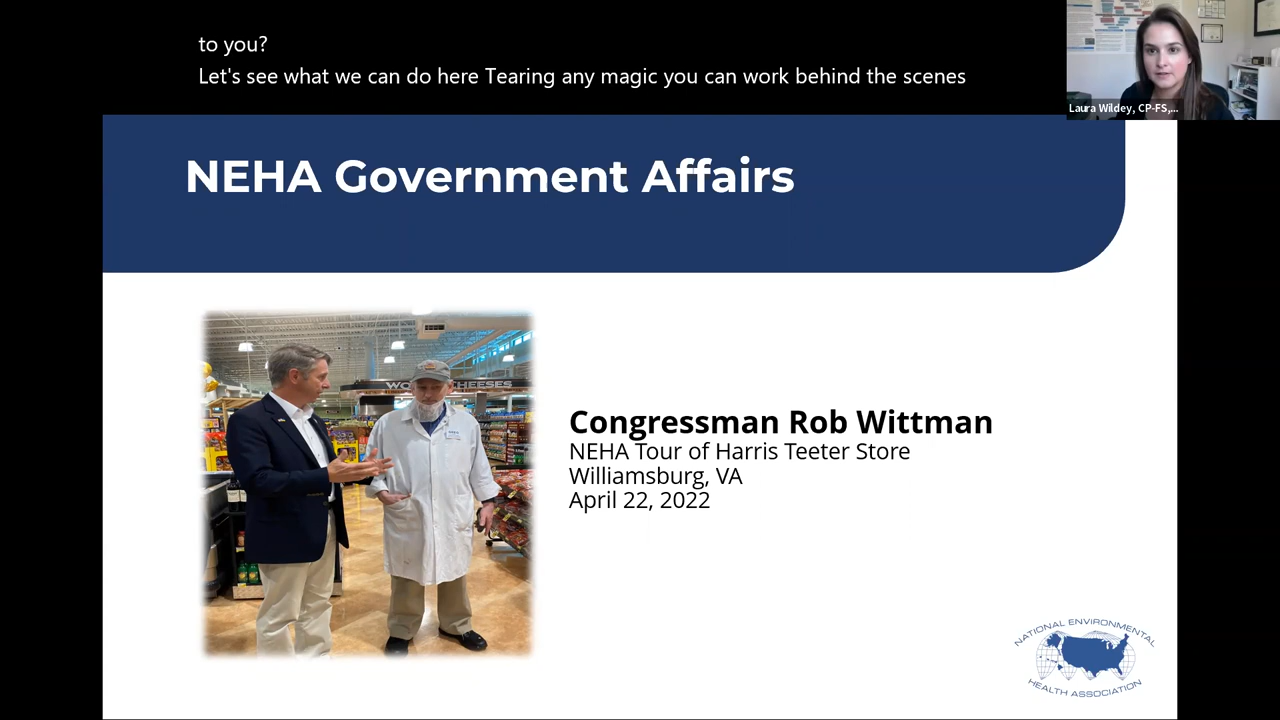 to you?
Let's see what we can do here Tearing any magic you can work behind the scenes
Laura Wildey, CP-FS,...
NEHA Government Affairs
CHEESES
Congressman Rob Wittman
NEHA Tour of Harris Teeter Store
Williamsburg, VA
April 22, 2022
NATIONAL ENVIRONMENTAL
HEALTH ASSOCIATION